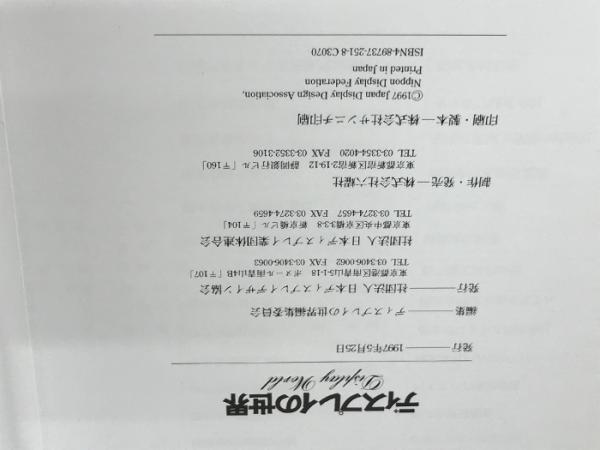 ディスプレイの世界
Display World
発行――1997年5月25日
編集――ディスプレイの世界編集委員会
発行――社団法人 日本ディスプレイデザイン協会
東京都港区南青山5-1-18 ボヌール南青山4B 「〒107」
TEL 03-3406-0062 FAX 03-3406-0063
社団法人 日本ディスプレイ業団体連合会
東京都中央区京橋3-3-8 新京橋ビル 「〒104」
TEL 03-3274-4657 FAX 03-3274-4659
制作・発売――株式会社六耀社
東京都新宿区新宿2-19-12 静岡銀行ビル 「〒160」
TEL 03-3354-4020 FAX 03-3352-3106
印刷・製本――株式会社サンニチ印刷
©1997 Japan Display Design Association,
Nippon Display Federation
Printed in Japan
ISBN4-89737-251-8 C3070